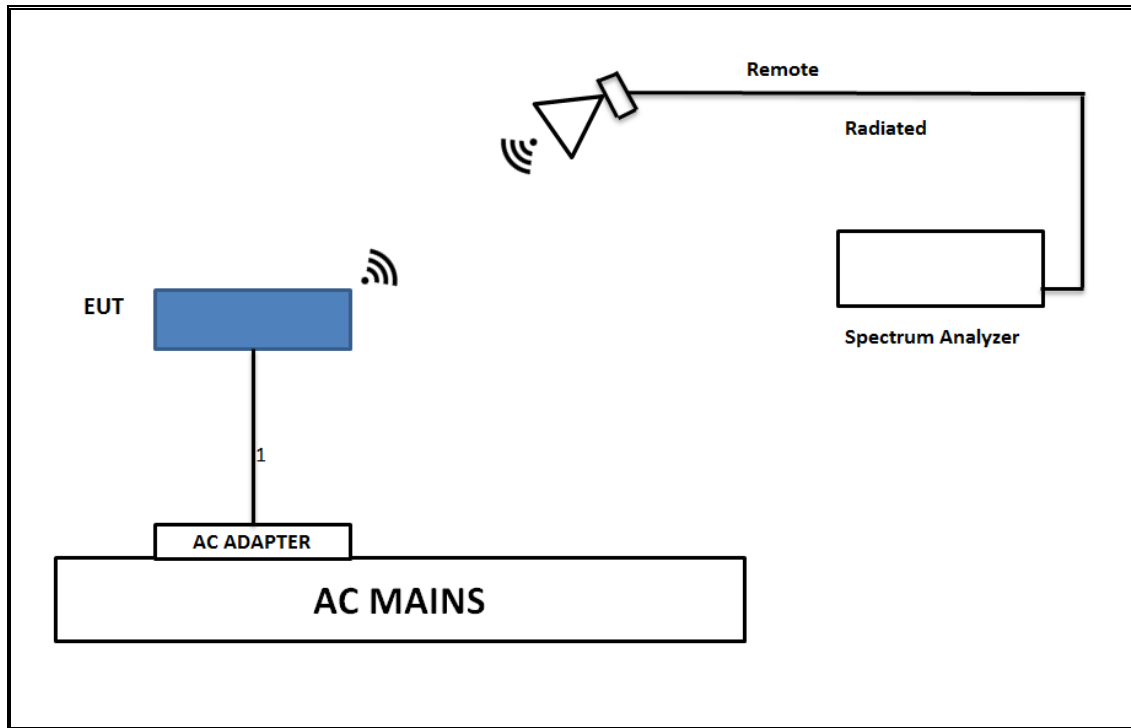 Remote
Radiated
EUT
Spectrum Analyzer
1
AC ADAPTER
AC MAINS